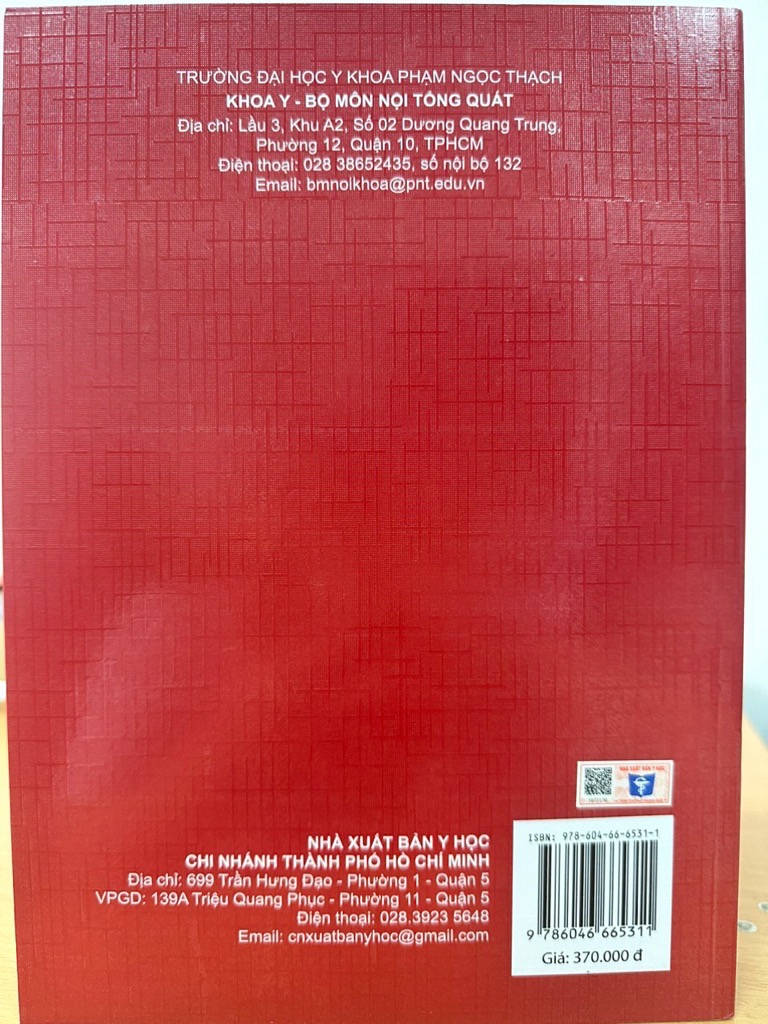 TRƯỜNG ĐẠI HỌC Y KHOA PHẠM NGỌC THẠCH
KHOA Y - BỘ MÔN NỘI TỔNG QUÁT
Địa chỉ: Lầu 3, Khu A2, Số 02 Dương Quang Trung,
Phường 12, Quận 10, TPHCM
Điện thoại: 028 38652435, số nội bộ 132
Email: bmnoikhoa@pnt.edu.vn
NHÀ XUẤT BẢN Y HỌC
NHÀ XUẤT BẢN Y HỌC
CHI NHÁNH THÀNH PHỐ HỒ CHÍ MINH
Địa chỉ: 699 Trần Hưng Đạo - Phường 1 - Quận 5
VPGD: 139A Triệu Quang Phục - Phường 11 - Quận 5
Điện thoại: 028.3923 5648
Email: cnxuatbanyhoc@gmail.com
ISBN: 978-604-66-6531-1
9 786046 665311
Giá: 370.000 đ